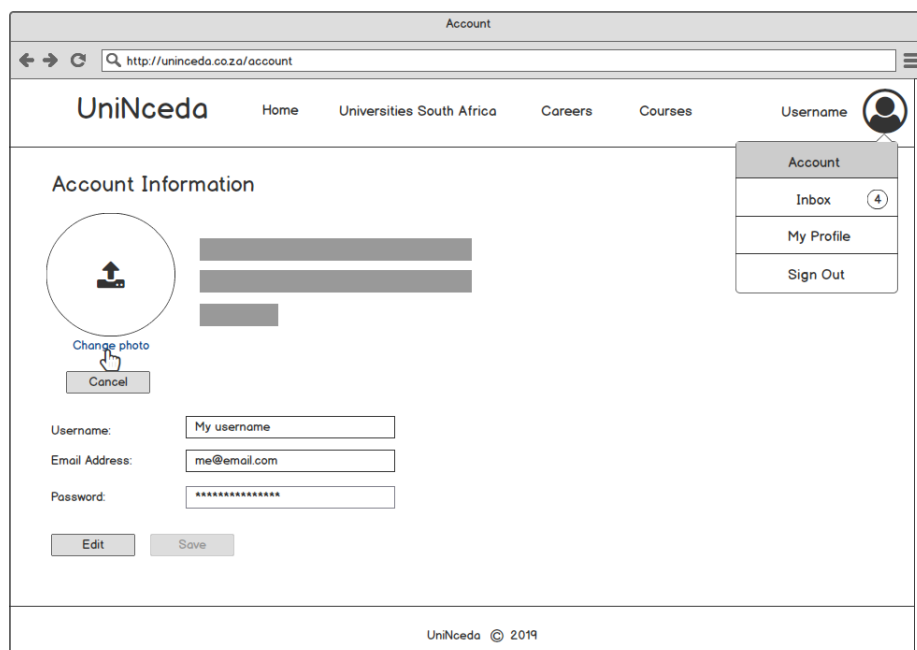 Account
http://uninceda.co.za/account
UniNceda Home Universities South Africa Careers Courses Username
Account
Inbox 4
My Profile
Sign Out
Account Information
Change photo
Cancel
Username: My username
Email Address: me@email.com
Password: ***************
Edit Save
UniNceda © 2019